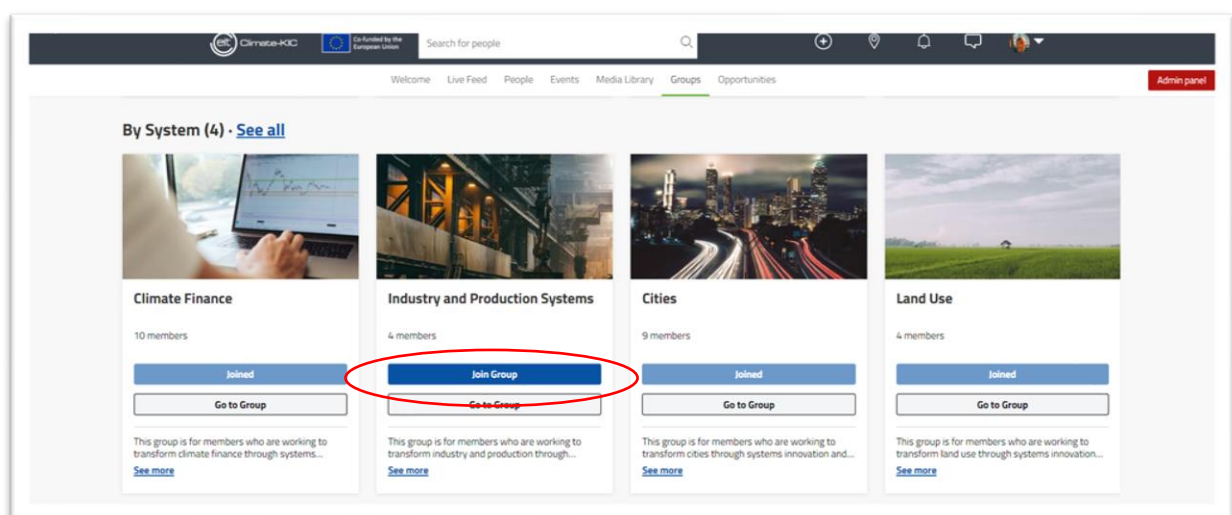 eit Climate-KIC
Co-funded by the
European Union
Search for people
Welcome Live Feed People Events Media Library Groups Opportunities
Admin panel
By System (4) · See all
Climate Finance
10 members
Joined
Go to Group
This group is for members who are working to
transform climate finance through systems...
See more
Industry and Production Systems
4 members
Join Group
Go to Group
This group is for members who are working to
transform industry and production through...
See more
Cities
9 members
Joined
Go to Group
This group is for members who are working to
transform cities through systems innovation and...
See more
Land Use
4 members
Joined
Go to Group
This group is for members who are working to
transform land use through systems innovation...
See more